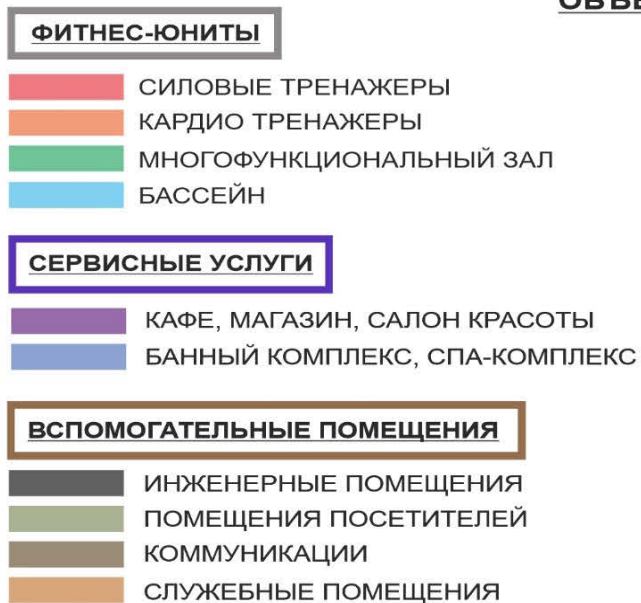 ФИТНЕС-ЮНИТЫ
СИЛОВЫЕ ТРЕНАЖЕРЫ
КАРДИО ТРЕНАЖЕРЫ
МНОГОФУНКЦИОНАЛЬНЫЙ ЗАЛ
БАССЕЙН
СЕРВИСНЫЕ УСЛУГИ
КАФЕ, МАГАЗИН, САЛОН КРАСОТЫ
БАННЫЙ КОМПЛЕКС, СПА-КОМПЛЕКС
ВСПОМОГАТЕЛЬНЫЕ ПОМЕЩЕНИЯ
ИНЖЕНЕРНЫЕ ПОМЕЩЕНИЯ
ПОМЕЩЕНИЯ ПОСЕТИТЕЛЕЙ
КОММУНИКАЦИИ
СЛУЖЕБНЫЕ ПОМЕЩЕНИЯ